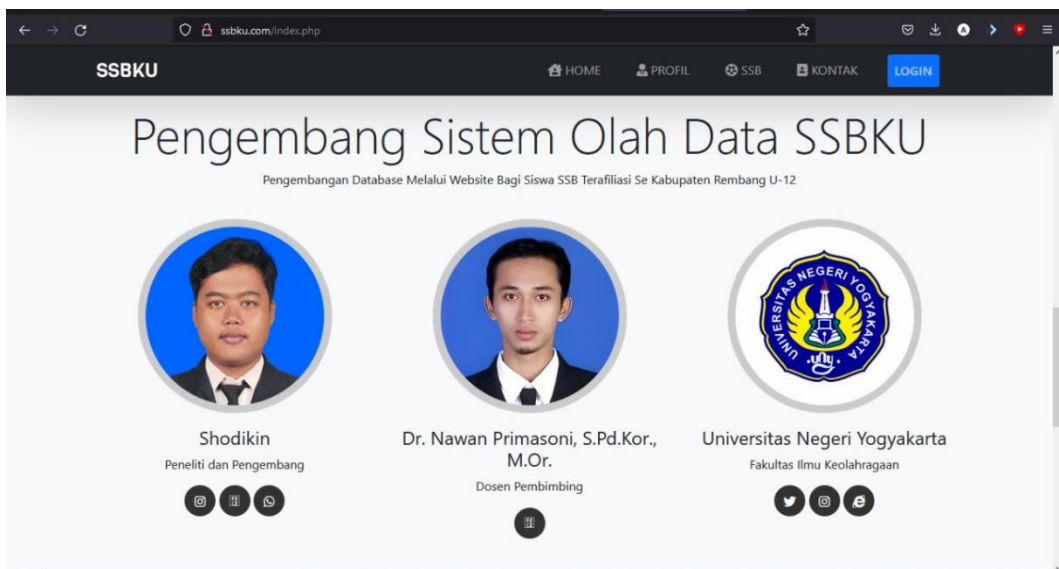 ssbku.com/index.php
SSBKU
HOME
PROFIL
SSB
KONTAK
LOGIN
Pengembang Sistem Olah Data SSBKU
Pengembangan Database Melalui Website Bagi Siswa SSB Terafiliasi Se Kabupaten Rembang U-12
UNIVERSITAS NEGERI YOGYAKARTA
Shodikin
Peneliti dan Pengembang
Dr. Nawan Primasoni, S.Pd.Kor.,
M.Or.
Dosen Pembimbing
Universitas Negeri Yogyakarta
Fakultas Ilmu Keolahragaan